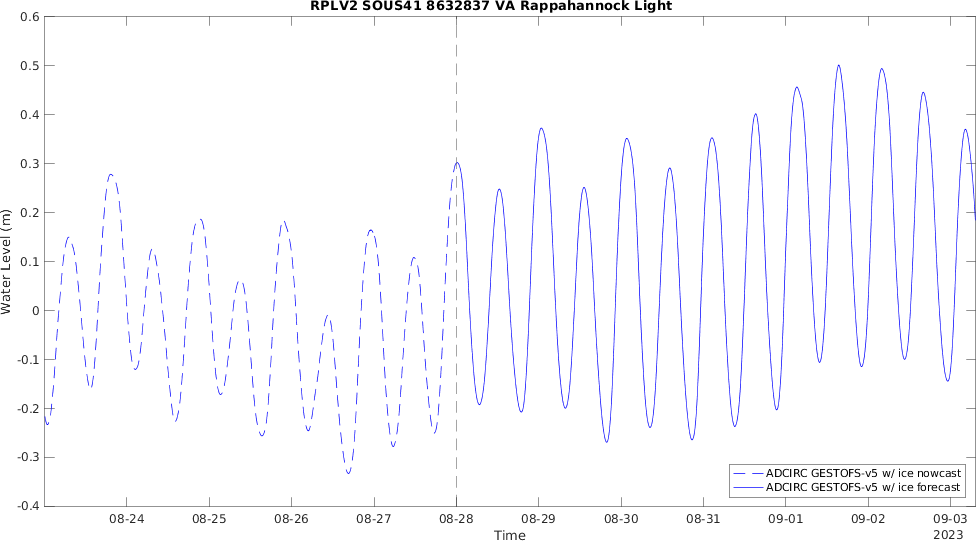 RPLV2 SOUS41 8632837 VA Rappahannock Light
0.6
0.5
0.4
0.3
0.2
0.1
0
-0.1
-0.2
-0.3
-0.4
Water Level (m)
ADCIRC GESTOFS-v5 w/ ice nowcast
ADCIRC GESTOFS-v5 w/ ice forecast
08-24 08-25 08-26 08-27 08-28 08-29 08-30 08-31 09-01 09-02 09-03
Time
2023